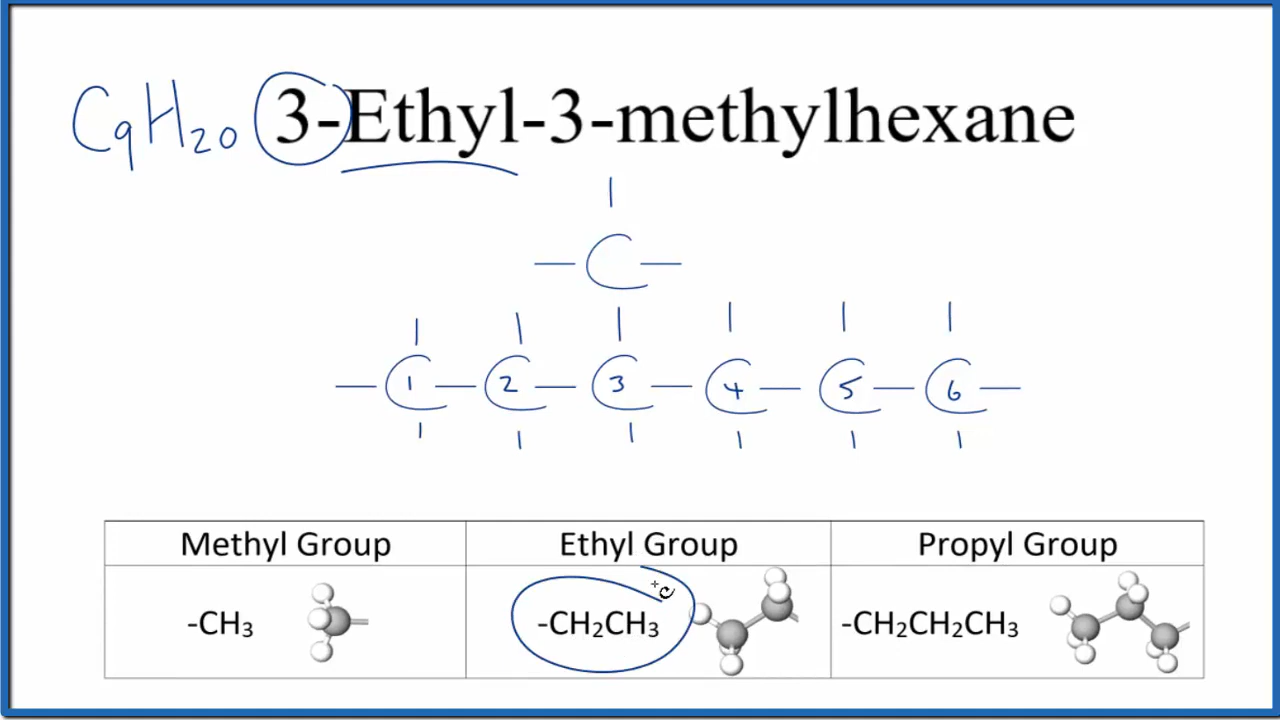 C₉H₂₀ 3-Ethyl-3-methylhexane
C
C 1 C 2 C 3 C 4 C 5 C 6
Methyl Group Ethyl Group Propyl Group
-CH₃ -CH₂CH₃ -CH₂CH₂CH₃